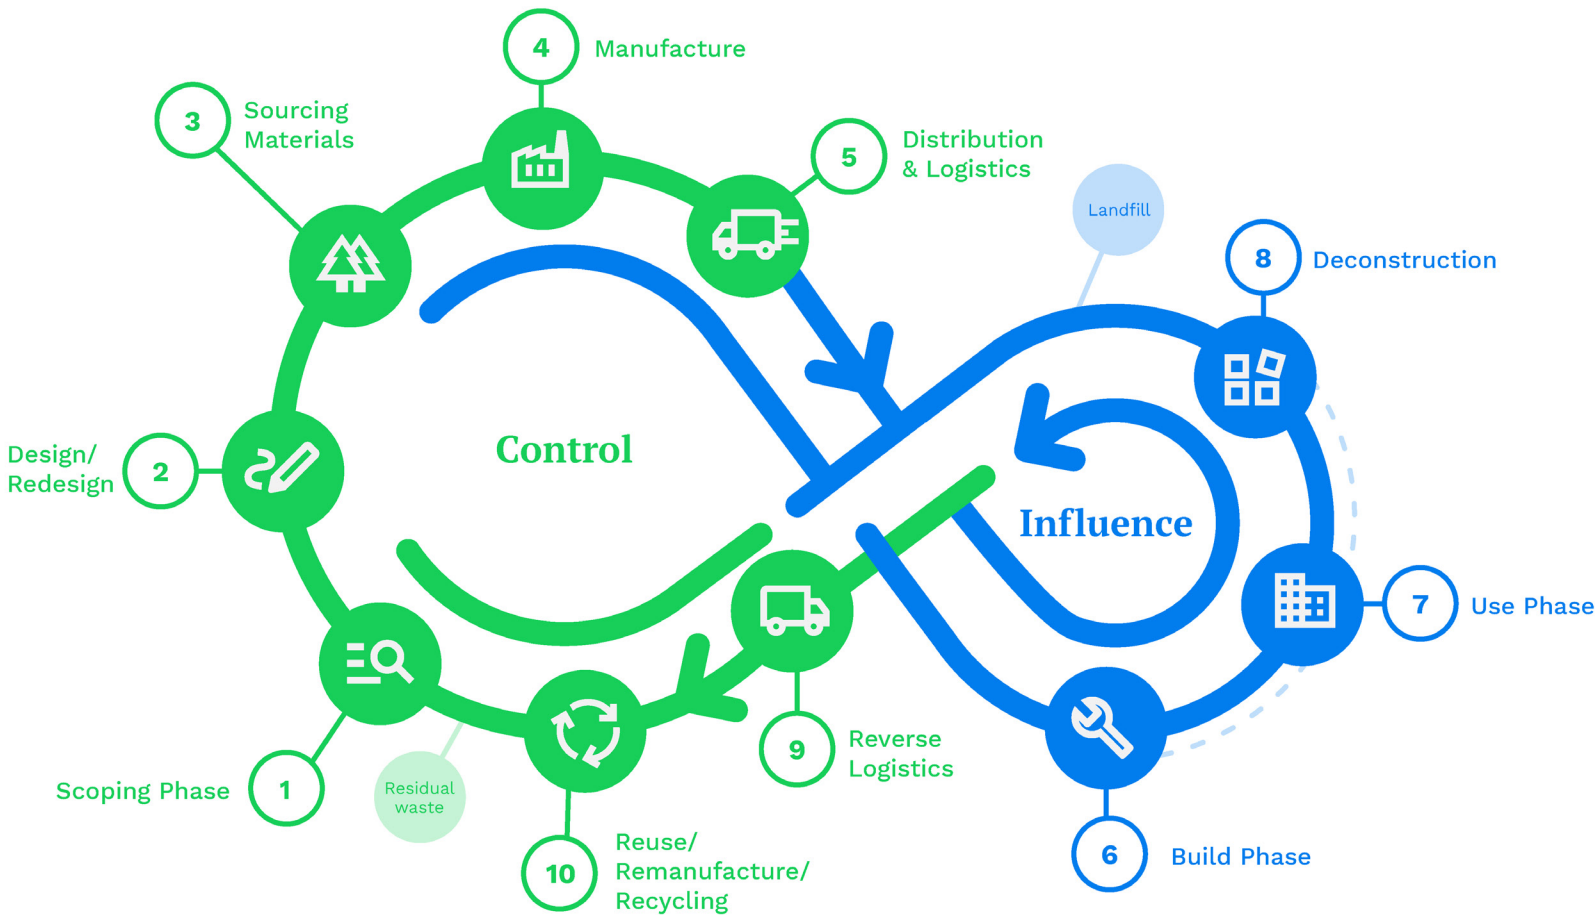 4
Manufacture
3
Sourcing
Materials
5
Distribution
& Logistics
Landfill
8
Deconstruction
Control
2
Design/
Redesign
Influence
7
Use Phase
9
Reverse
Logistics
1
Scoping Phase
Residual
waste
6
Build Phase
10
Reuse/
Remanufacture/
Recycling